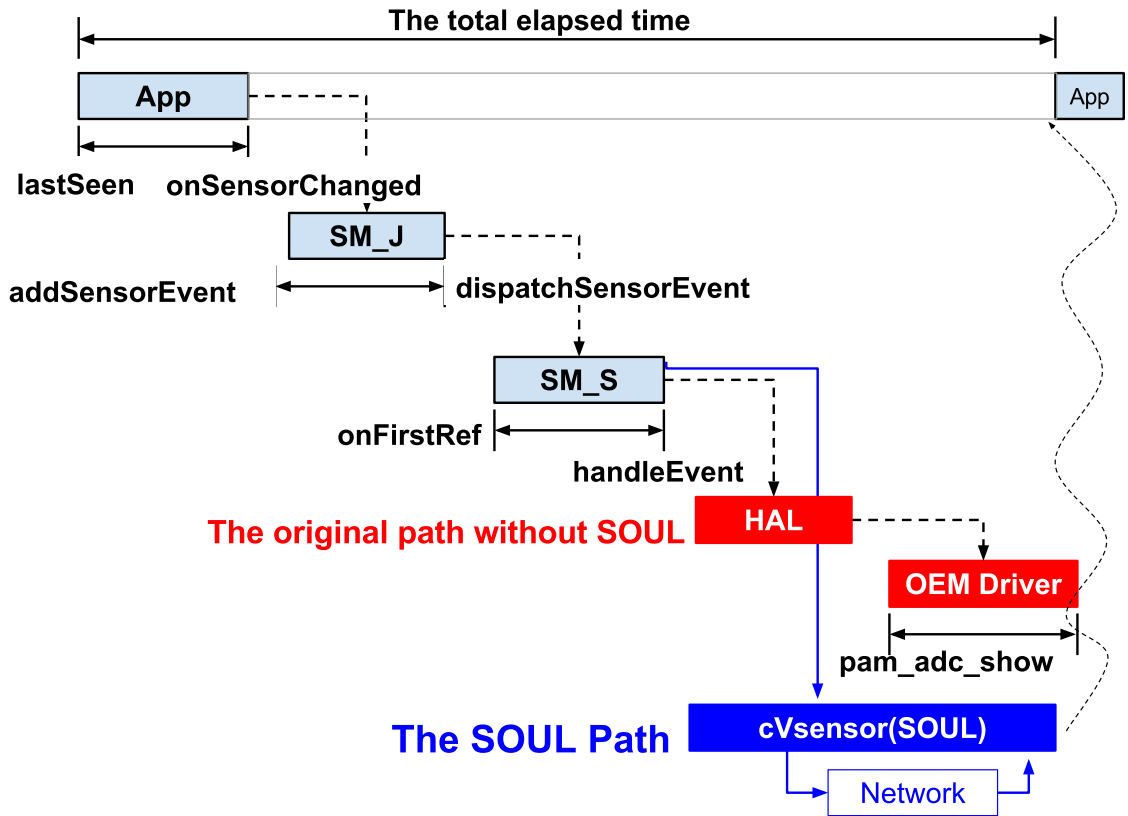 The total elapsed time
App
App
lastSeen
onSensorChanged
SM_J
addSensorEvent
dispatchSensorEvent
SM_S
onFirstRef
handleEvent
HAL
The original path without SOUL
OEM Driver
pam_adc_show
cVsensor(SOUL)
The SOUL Path
Network